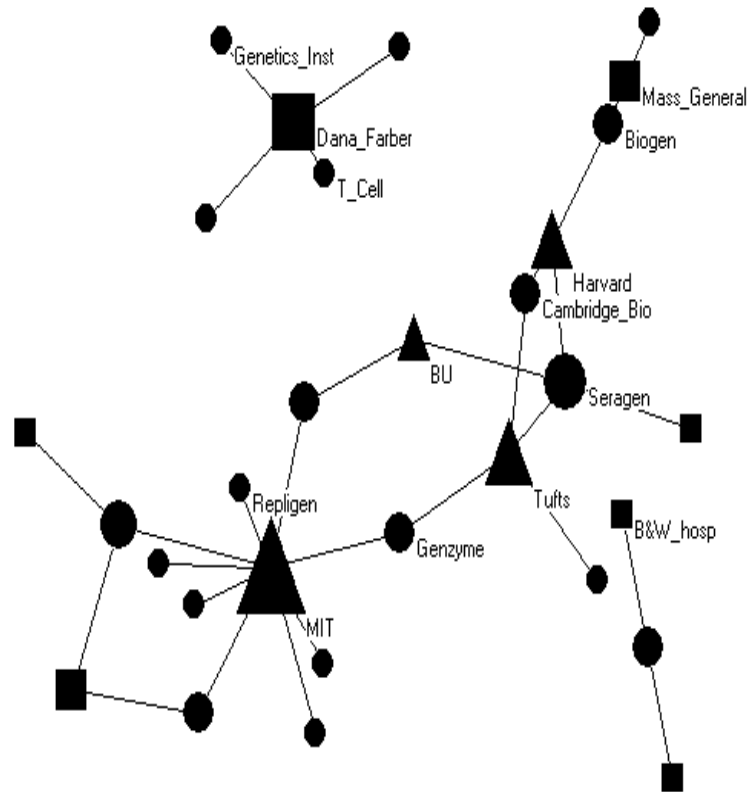 Genetics_Inst
Mass_General
Dana_Farber
Biogen
T_Cell
Harvard
Cambridge_Bio
BU
Seragen
Repligen
Tufts
B&W_hosp
Genzyme
MIT